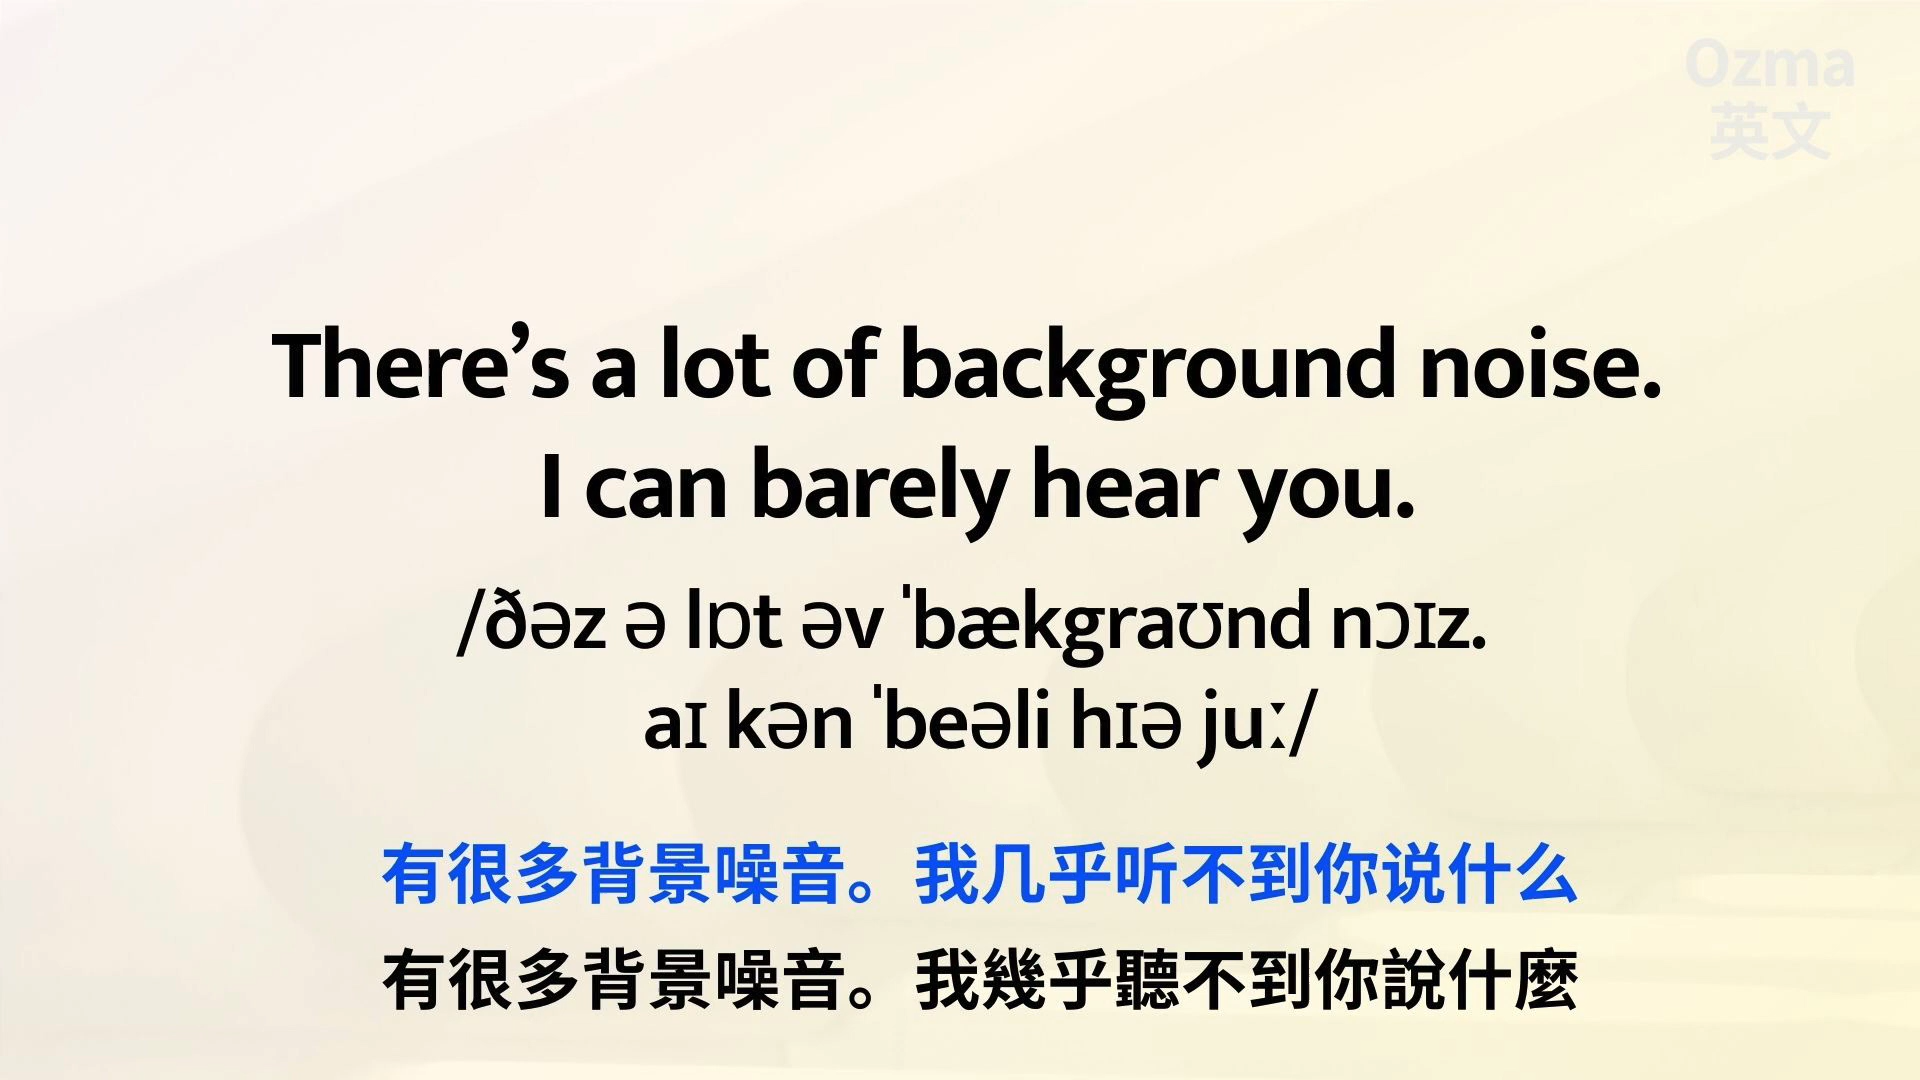 Ozma
英文
There’s a lot of background noise.
I can barely hear you.
/ðəz ə lɒt əv ˈbækgraʊnd nɔɪz.
aɪ kən ˈbeəli hɪə juː/
有很多背景噪音。我几乎听不到你说什么
有很多背景噪音。我幾乎聽不到你說什麼